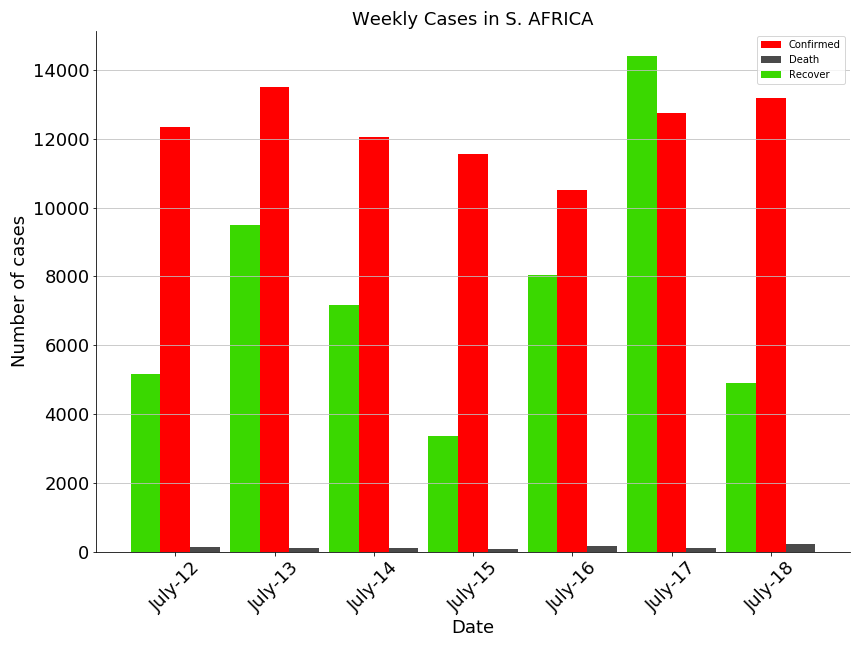 Weekly Cases in S. AFRICA
Confirmed
Death
Recover
Number of cases
14000
12000
10000
8000
6000
4000
2000
0
July-12
July-13
July-14
July-15
July-16
July-17
July-18
Date